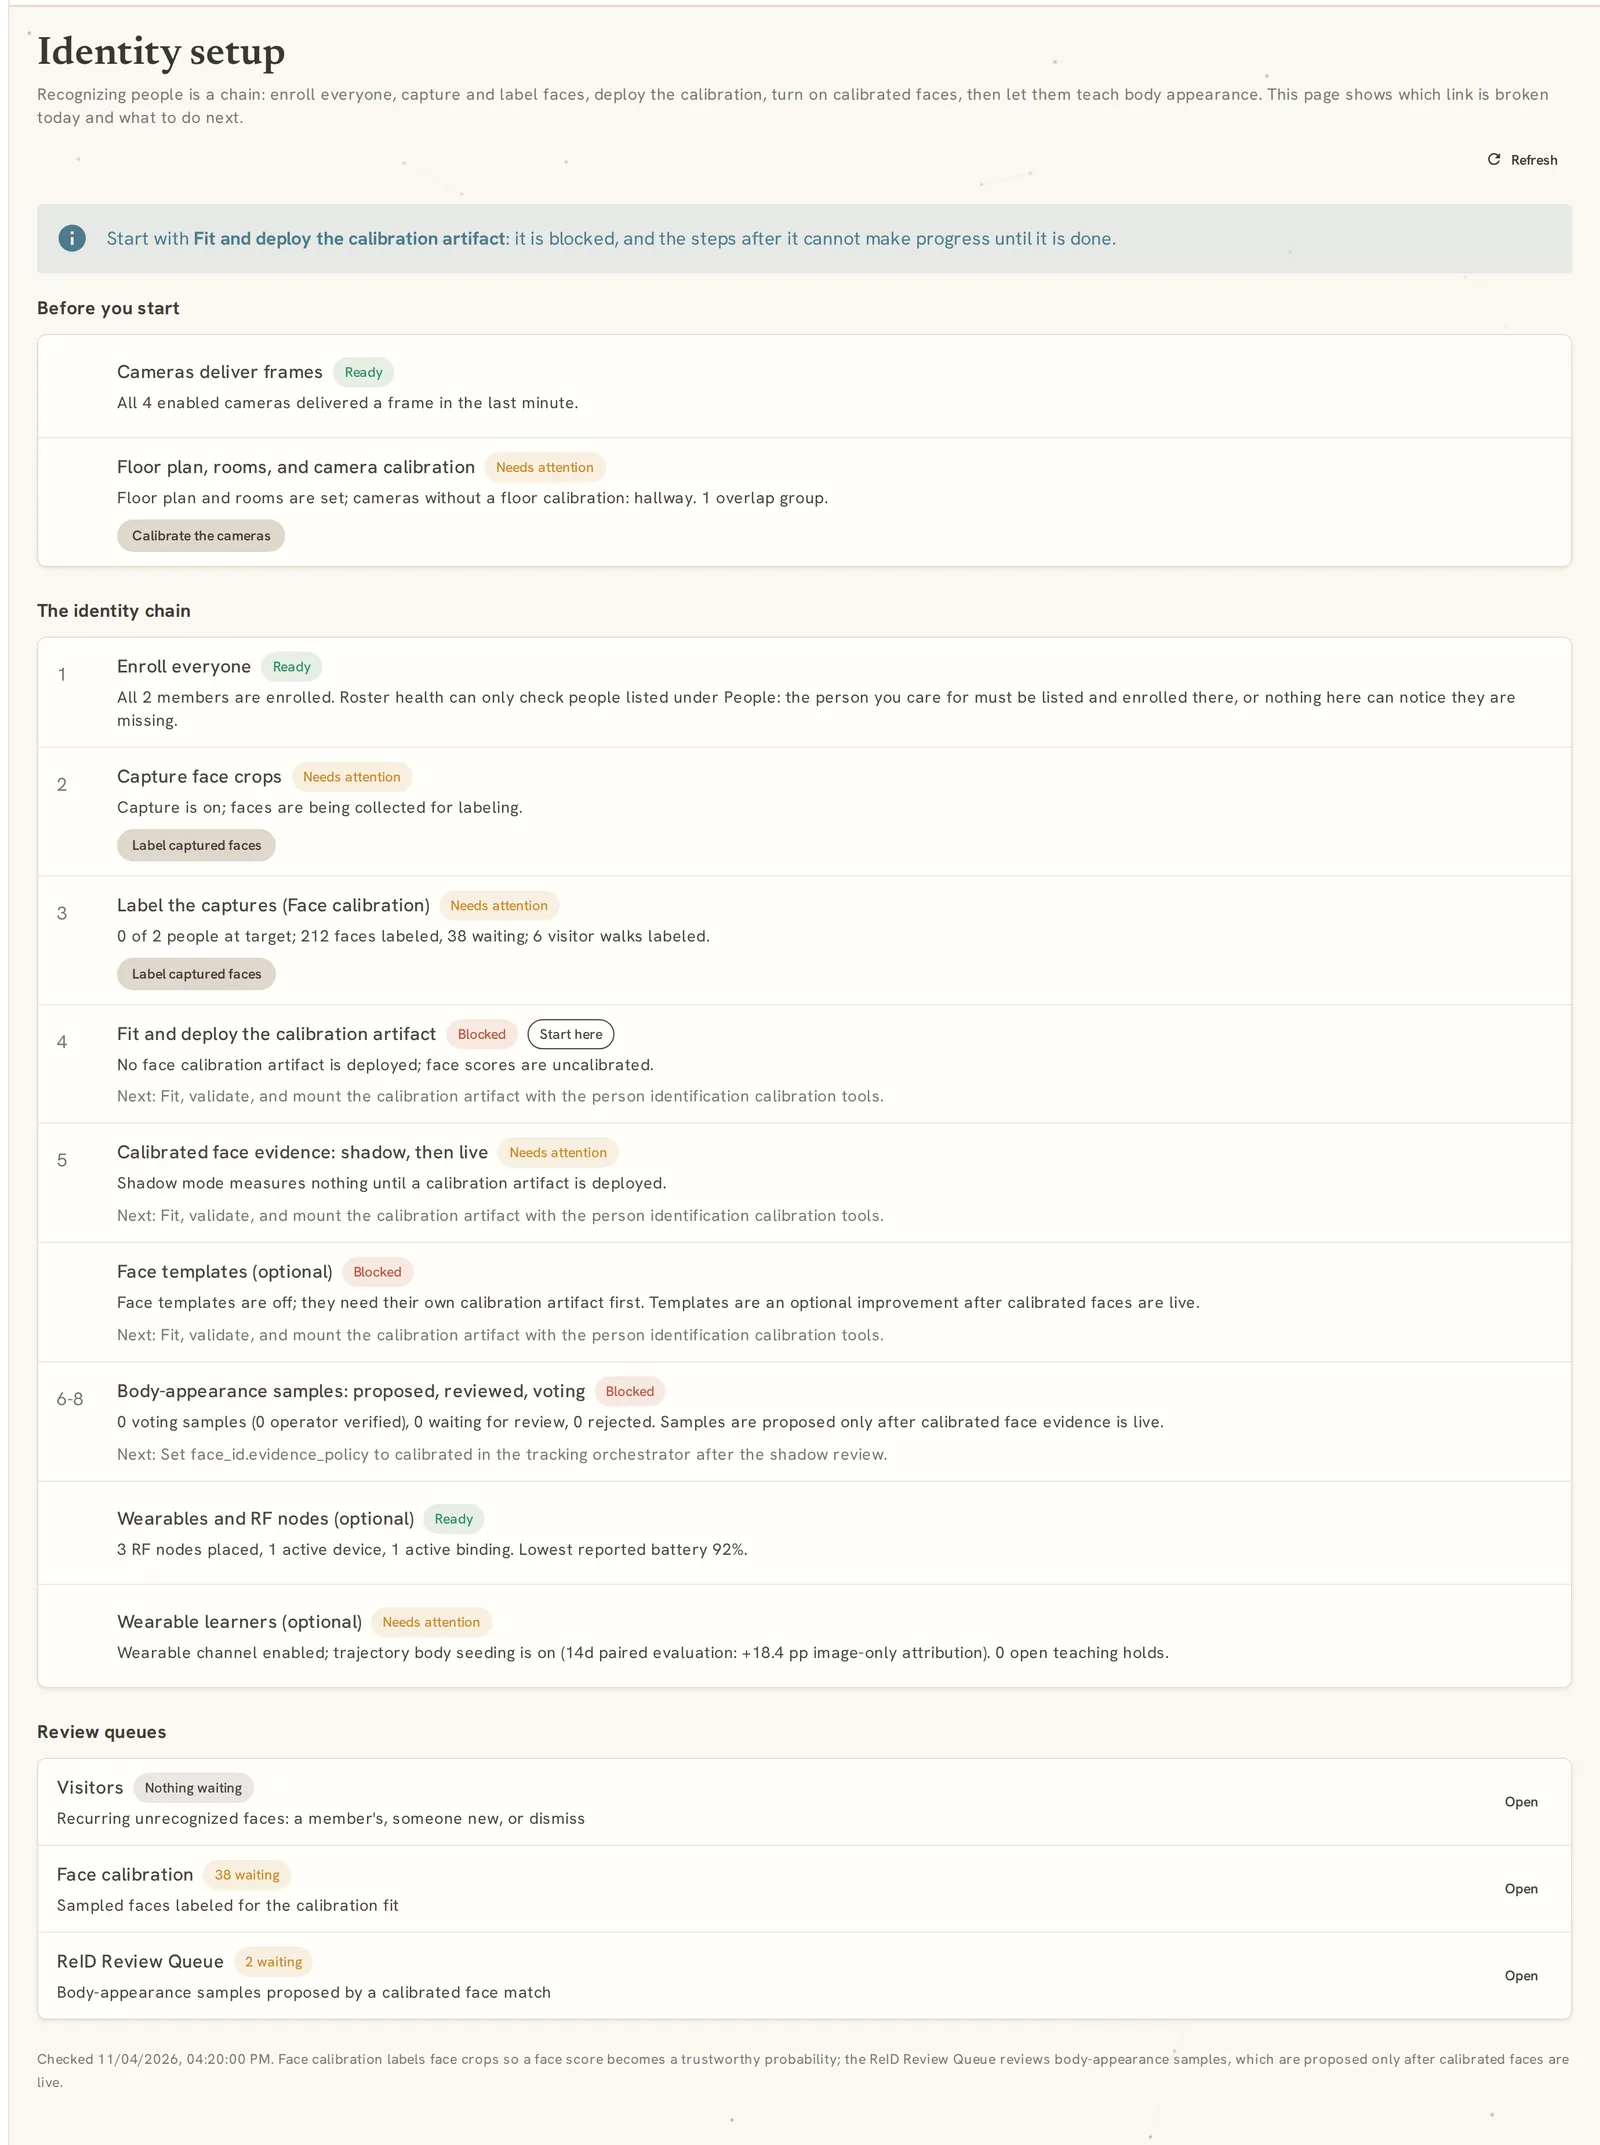 Identity setup
Recognizing people is a chain: enroll everyone, capture and label faces, deploy the calibration, turn on calibrated faces, then let them teach body appearance. This page shows which link is broken
today and what to do next.
Refresh
Start with Fit and deploy the calibration artifact: it is blocked, and the steps after it cannot make progress until it is done.
Before you start
Cameras deliver frames Ready
All 4 enabled cameras delivered a frame in the last minute.
Floor plan, rooms, and camera calibration Needs attention
Floor plan and rooms are set; cameras without a floor calibration: hallway. 1 overlap group.
Calibrate the cameras
The identity chain
1 Enroll everyone Ready
All 2 members are enrolled. Roster health can only check people listed under People: the person you care for must be listed and enrolled there, or nothing here can notice they are
missing.
2 Capture face crops Needs attention
Capture is on; faces are being collected for labeling.
Label captured faces
3 Label the captures (Face calibration) Needs attention
0 of 2 people at target; 212 faces labeled, 38 waiting; 6 visitor walks labeled.
Label captured faces
4 Fit and deploy the calibration artifact Blocked Start here
No face calibration artifact is deployed; face scores are uncalibrated.
Next: Fit, validate, and mount the calibration artifact with the person identification calibration tools.
5 Calibrated face evidence: shadow, then live Needs attention
Shadow mode measures nothing until a calibration artifact is deployed.
Next: Fit, validate, and mount the calibration artifact with the person identification calibration tools.
Face templates (optional) Blocked
Face templates are off; they need their own calibration artifact first. Templates are an optional improvement after calibrated faces are live.
Next: Fit, validate, and mount the calibration artifact with the person identification calibration tools.
6-8 Body-appearance samples: proposed, reviewed, voting Blocked
0 voting samples (0 operator verified), 0 waiting for review, 0 rejected. Samples are proposed only after calibrated face evidence is live.
Next: Set face_id.evidence_policy to calibrated in the tracking orchestrator after the shadow review.
Wearables and RF nodes (optional) Ready
3 RF nodes placed, 1 active device, 1 active binding. Lowest reported battery 92%.
Wearable learners (optional) Needs attention
Wearable channel enabled; trajectory body seeding is on (14d paired evaluation: +18.4 pp image-only attribution). 0 open teaching holds.
Review queues
Visitors Nothing waiting
Recurring unrecognized faces: a member's, someone new, or dismiss
Open
Face calibration 38 waiting
Sampled faces labeled for the calibration fit
Open
ReID Review Queue 2 waiting
Body-appearance samples proposed by a calibrated face match
Open
Checked 11/04/2026, 04:20:00 PM. Face calibration labels face crops so a face score becomes a trustworthy probability; the ReID Review Queue reviews body-appearance samples, which are proposed only after calibrated faces are
live.